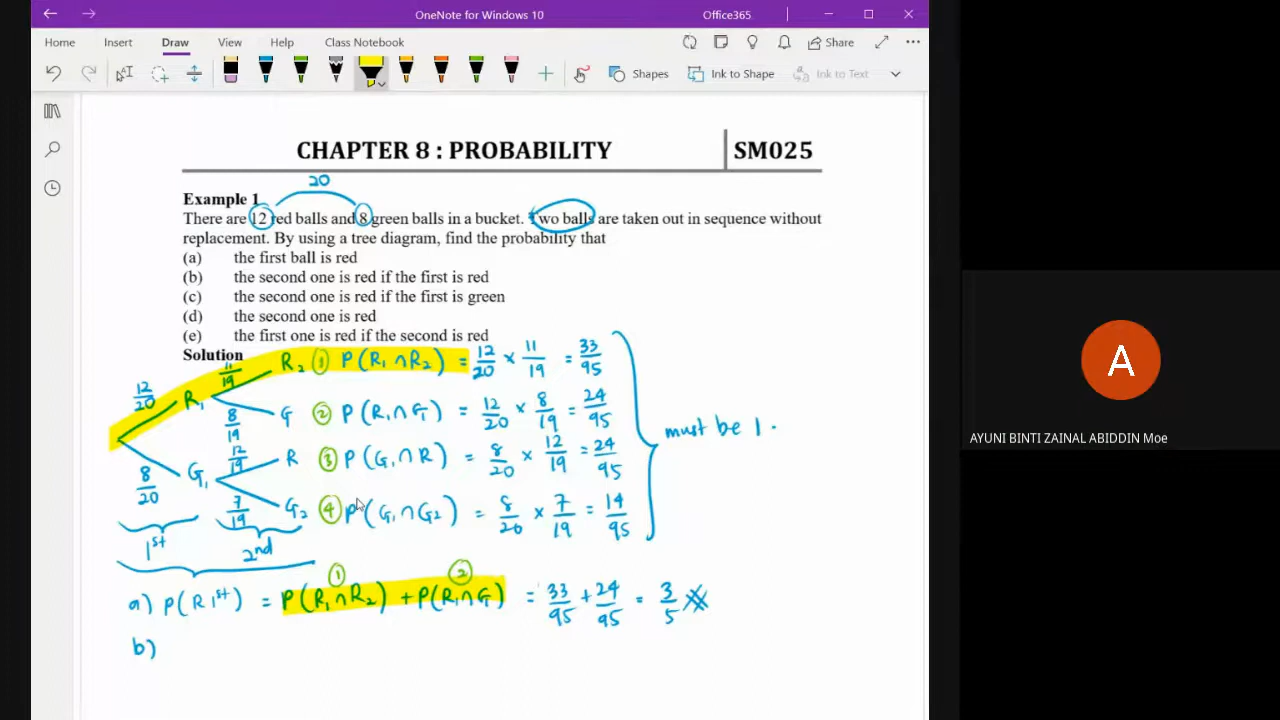 OneNote for Windows 10 Office365
Home Insert Draw View Help Class Notebook Share
Shapes Ink to Shape Ink to Text
CHAPTER 8 : PROBABILITY SM025
20
Example 1
There are 12 red balls and 8 green balls in a bucket. Two balls are taken out in sequence without
replacement. By using a tree diagram, find the probability that
(a) the first ball is red
(b) the second one is red if the first is red
(c) the second one is red if the first is green
(d) the second one is red
(e) the first one is red if the second is red
Solution
12/20 R1 11/19 R2 ① P(R1 ∩ R2) = 12/20 × 11/19 = 33/95
8/19 G ② P(R1 ∩ G) = 12/20 × 8/19 = 24/95
must be 1.
8/20 G1 12/19 R ③ P(G1 ∩ R) = 8/20 × 12/19 = 24/95
7/19 G2 ④ P(G1 ∩ G2) = 8/20 × 7/19 = 14/95
1st 2nd
① ②
a) P(R 1st) = P(R1 ∩ R2) + P(R1 ∩ G) = 33/95 + 24/95 = 3/5
b)
A
AYUNI BINTI ZAINAL ABIDDIN Moe